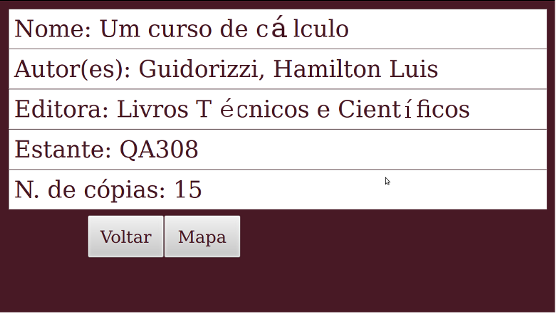 Nome: Um curso de cálculo
Autor(es): Guidorizzi, Hamilton Luis
Editora: Livros Técnicos e Científicos
Estante: QA308
N. de cópias: 15
Voltar Mapa